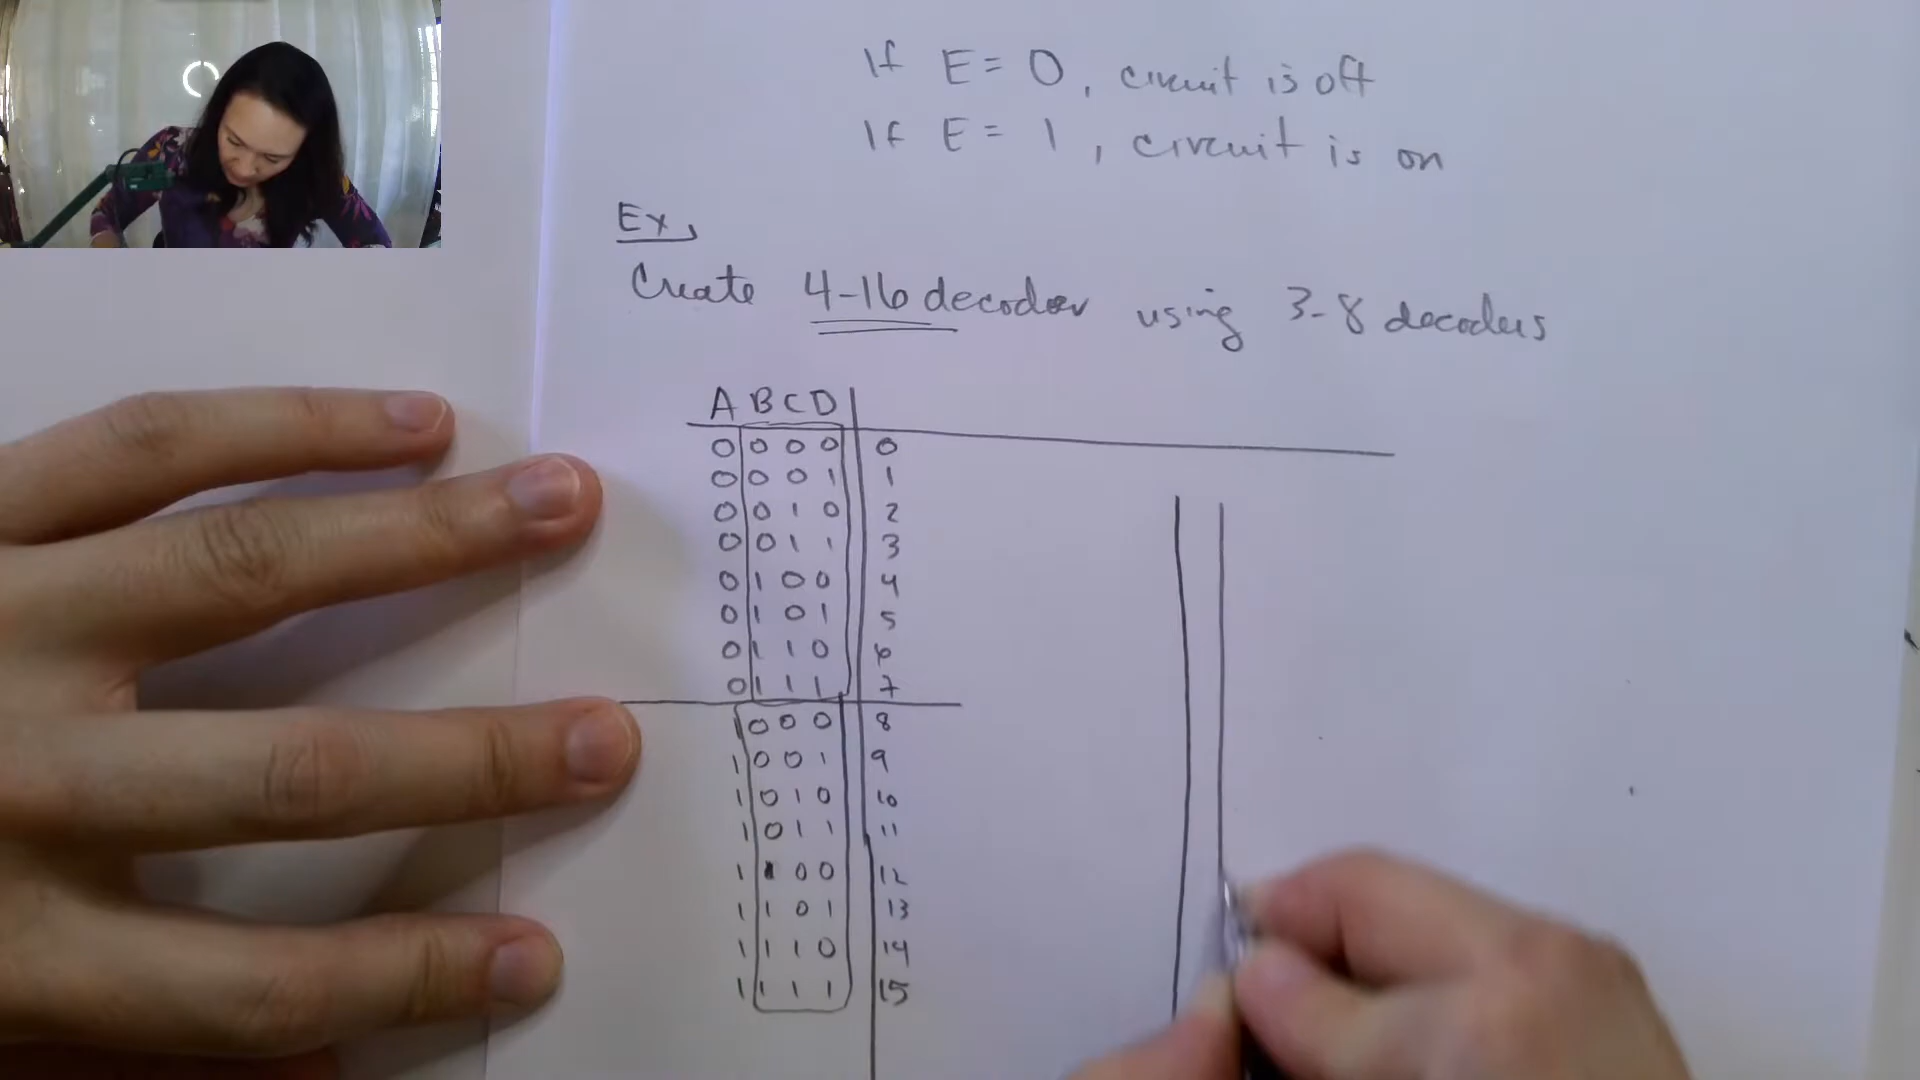 If E = 0, circuit is off
If E = 1, circuit is on
Ex,
Create 4-16 decoder using 3-8 decoders
A B C D
0 0 0 0 0
0 0 0 1 1
0 0 1 0 2
0 0 1 1 3
0 1 0 0 4
0 1 0 1 5
0 1 1 0 6
0 1 1 1 7
1 0 0 0 8
1 0 0 1 9
1 0 1 0 10
1 0 1 1 11
1 1 0 0 12
1 1 0 1 13
1 1 1 0 14
1 1 1 1 15